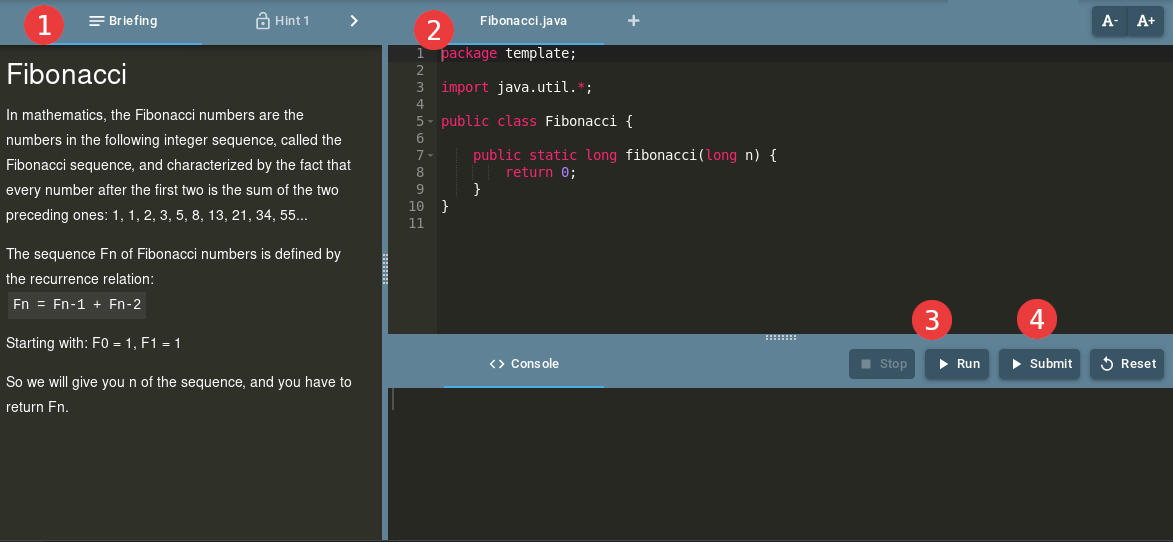 1 Briefing Hint 1 2 Fibonacci.java + A- A+
Fibonacci
In mathematics, the Fibonacci numbers are the
numbers in the following integer sequence, called the
Fibonacci sequence, and characterized by the fact that
every number after the first two is the sum of the two
preceding ones: 1, 1, 2, 3, 5, 8, 13, 21, 34, 55...
The sequence Fn of Fibonacci numbers is defined by
the recurrence relation:
Fn = Fn-1 + Fn-2
Starting with: F0 = 1, F1 = 1
So we will give you n of the sequence, and you have to
return Fn.
1 package template;
2
3 import java.util.*;
4
5 public class Fibonacci {
6
7 public static long fibonacci(long n) {
8 return 0;
9 }
10 }
11
3 4
<> Console Stop Run Submit Reset